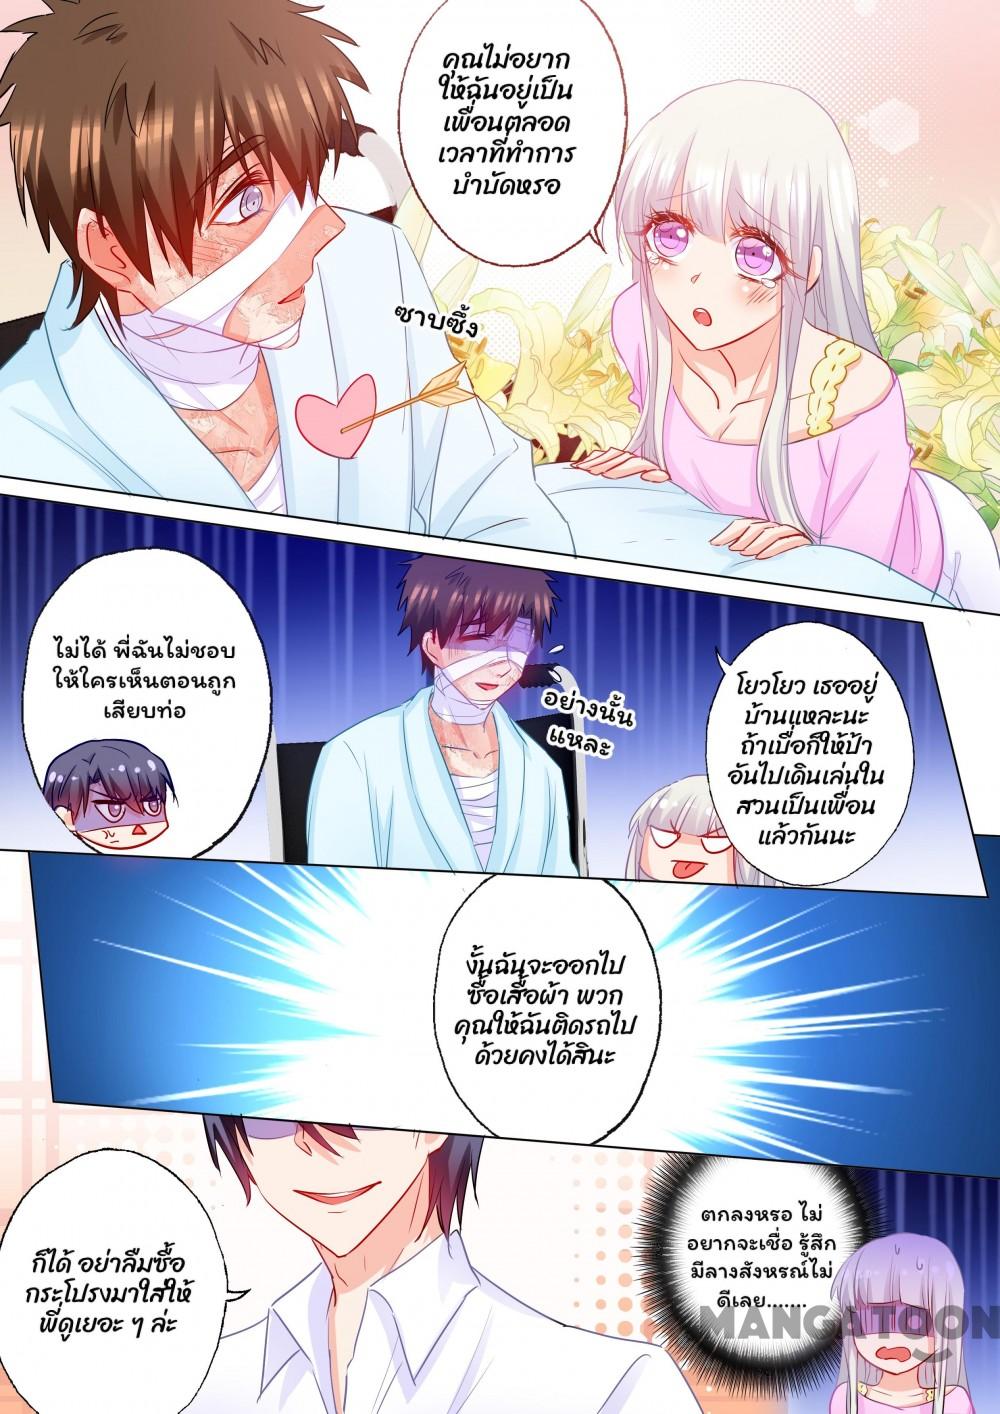 คุณไม่อยาก
ให้ฉันอยู่เป็น
เพื่อนตลอด
เวลาที่ทำการ
บำบัดหรอ
ซาบซึ้ง
ไม่ได้ พี่ฉันไม่ชอบ
ให้ใครเห็นตอนถูก
เสียบท่อ
อย่างนั้น
แหละ
โยวโยว เธออยู่
บ้านแหละนะ
ถ้าเบื่อก็ให้ป้า
อันไปเดินเล่นใน
สวนเป็นเพื่อน
แล้วกันนะ
งั้นฉันจะออกไป
ซื้อเสื้อผ้า พวก
คุณให้ฉันติดรถไป
ด้วยคงได้สินะ
ก็ได้ อย่าลืมซื้อ
กระโปรงมาใส่ให้
พี่ดูเยอะ ๆ ล่ะ
ตกลงหรอ ไม่
อยากจะเชื่อ รู้สึก
มีลางสังหรณ์ไม่
ดีเลย.......
MANGATOON